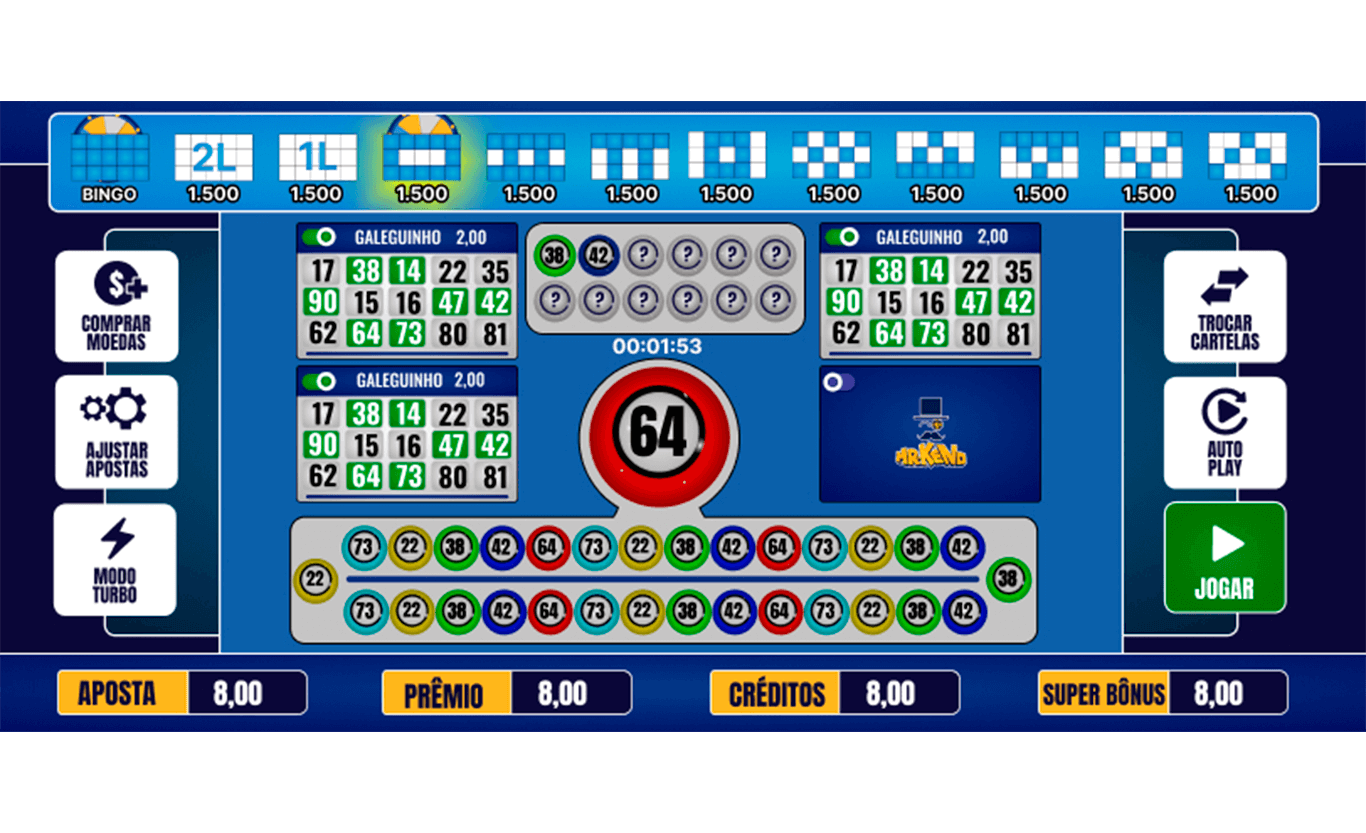 2L 1L
BINGO 1.500 1.500 1.500 1.500 1.500 1.500 1.500 1.500 1.500 1.500 1.500
COMPRAR
MOEDAS
AJUSTAR
APOSTAS
MODO
TURBO
GALEGUINHO 2,00
17 38 14 22 35
90 15 16 47 42
62 64 73 80 81
GALEGUINHO 2,00
17 38 14 22 35
90 15 16 47 42
62 64 73 80 81
38 42 ? ? ? ?
? ? ? ? ? ?
00:01:53
64
GALEGUINHO 2,00
17 38 14 22 35
90 15 16 47 42
62 64 73 80 81
MRKENO
73 22 38 42 64 73 22 38 42 64 73 22 38 42
22 38
73 22 38 42 64 73 22 38 42 64 73 22 38 42
TROCAR
CARTELAS
AUTO
PLAY
JOGAR
APOSTA 8,00 PRÊMIO 8,00 CRÉDITOS 8,00 SUPER BÔNUS 8,00